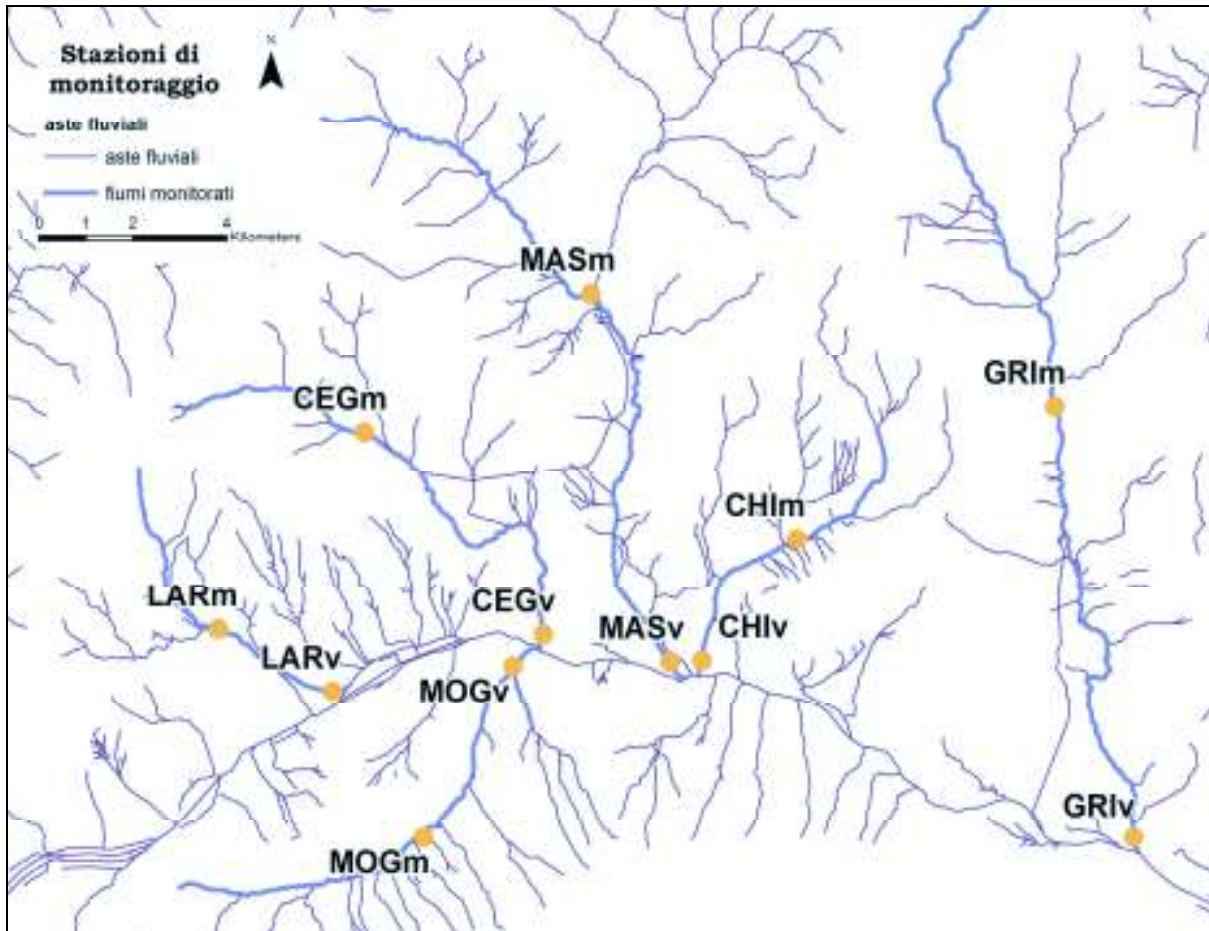 Stazioni di
monitoraggio
N
aste fluviali
aste fluviali
fiumi monitorati
0 1 2 4
Kilometers
MASm
CEGm
GRIm
CHIm
LARm
CEGv
MASv CHIv
LARv
MOGv
GRIv
MOGm